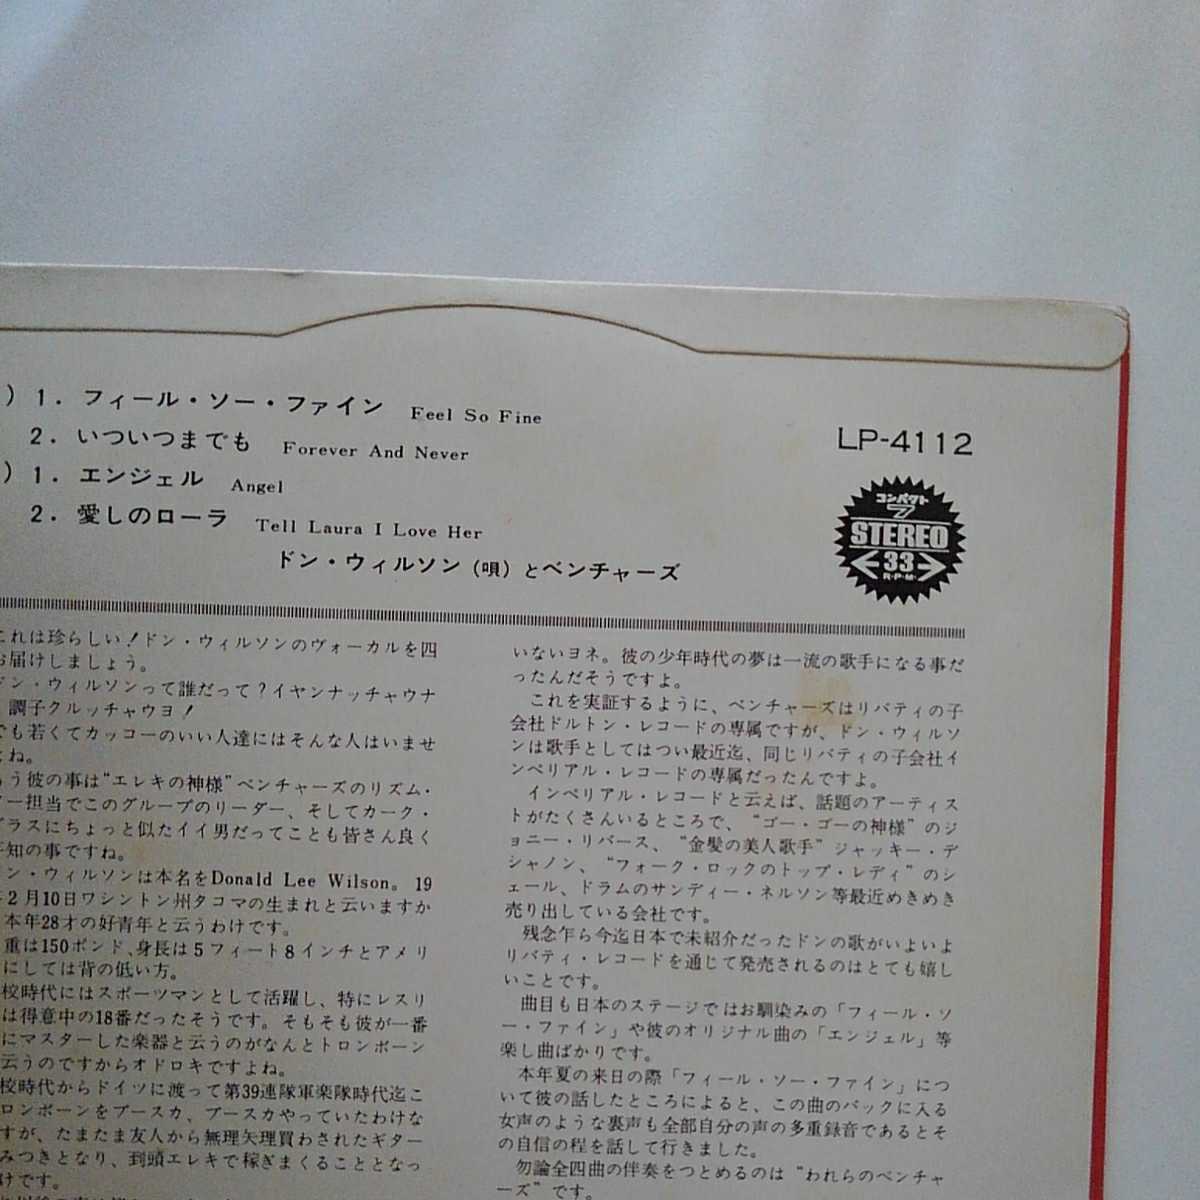 ) 1. フィール・ソー・ファイン Feel So Fine
2. いついつまでも Forever And Never
) 1. エンジェル Angel
2. 愛しのローラ Tell Laura I Love Her
ドン・ウィルソン (唄) とベンチャーズ
LP-4112
コンパクト
7
STEREO
33
R・P・M・
これは珍らしい!ドン・ウィルソンのヴォーカルを四
お届けしましょう。
ドン・ウィルソンって誰だって?イヤンナッチャウナ
調子クルッチャウヨ!
でも若くてカッコーのいい人達にはそんな人はいませ
よね。
もう彼の事は“エレキの神様”ベンチャーズのリズム・
ー担当でこのグループのリーダー、そしてカーク・
グラスにちょっと似たイイ男だってことも皆さん良く
知の事ですね。
ン・ウィルソンは本名をDonald Lee Wilson。19
2月10日ワシントン州タコマの生まれと云いますか
本年28才の好青年と云うわけです。
重は150ポンド、身長は5フィート8インチとアメリ
にしては背の低い方。
校時代にはスポーツマンとして活躍し、特にレスリ
は得意中の18番だったそうです。そもそも彼が一番
にマスターした楽器と云うのがなんとトロンボーン
云うのですからオドロキですよね。
校時代からドイツに渡って第39連隊軍楽隊時代迄こ
ロンボーンをブースカ、ブースカやっていたわけな
すが、たまたま友人から無理矢理買わされたギター
みつきとなり、到頭エレキで稼ぎまくることとなっ
けです。
いないヨネ。彼の少年時代の夢は一流の歌手になる事だ
ったんだそうですよ。
これを実証するように、ベンチャーズはリバティの子
会社ドルトン・レコードの専属ですが、ドン・ウィルソ
ンは歌手としてはつい最近迄、同じリバティの子会社イ
ンペリアル・レコードの専属だったんですよ。
インペリアル・レコードと云えば、話題のアーティス
トがたくさんいるところで、“ゴー・ゴーの神様”のジ
ョニー・リバース、“金髪の美人歌手”ジャッキー・デ
シャノン、“フォーク・ロックのトップ・レディ”のシ
ェール、ドラムのサンディー・ネルソン等最近めきめき
売り出している会社です。
残念乍ら今迄日本で未紹介だったドンの歌がいよいよ
リバティ・レコードを通じて発売されるのはとても嬉し
いことです。
曲目も日本のステージではお馴染みの「フィール・ソ
ー・ファイン」や彼のオリジナル曲の「エンジェル」等
楽し曲ばかりです。
本年夏の来日の際「フィール・ソー・ファイン」につ
いて彼の話したところによると、この曲のバックに入る
女声のような裏声も全部自分の声の多重録音であるとそ
の自信の程を話して行きました。
勿論全四曲の伴奏をつとめるのは“われらのベンチャ
ーズ”です。